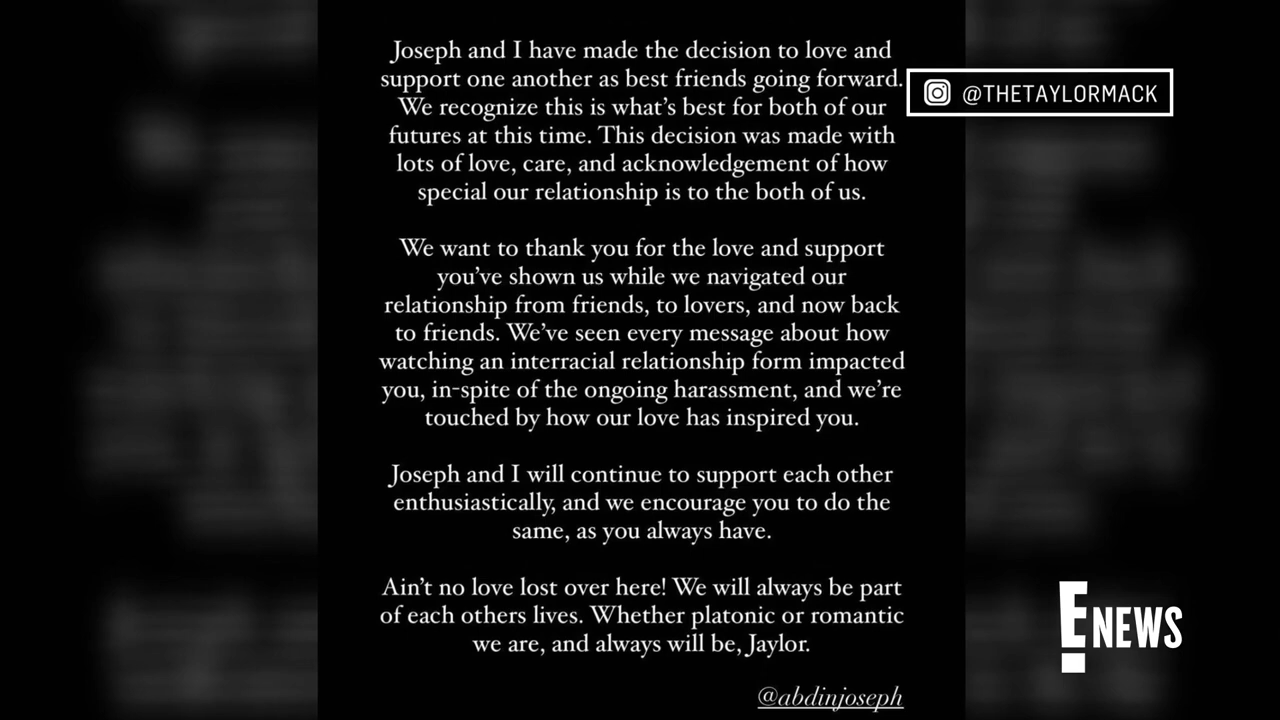 Joseph and I have made the decision to love and
support one another as best friends going forward.
We recognize this is what's best for both of our
futures at this time. This decision was made with
lots of love, care, and acknowledgement of how
special our relationship is to the both of us.
We want to thank you for the love and support
you've shown us while we navigated our
relationship from friends, to lovers, and now back
to friends. We've seen every message about how
watching an interracial relationship form impacted
you, in-spite of the ongoing harassment, and we're
touched by how our love has inspired you.
Joseph and I will continue to support each other
enthusiastically, and we encourage you to do the
same, as you always have.
Ain't no love lost over here! We will always be part
of each others lives. Whether platonic or romantic
we are, and always will be, Jaylor.
@abdinjoseph
@THETAYLORMACK
E! NEWS